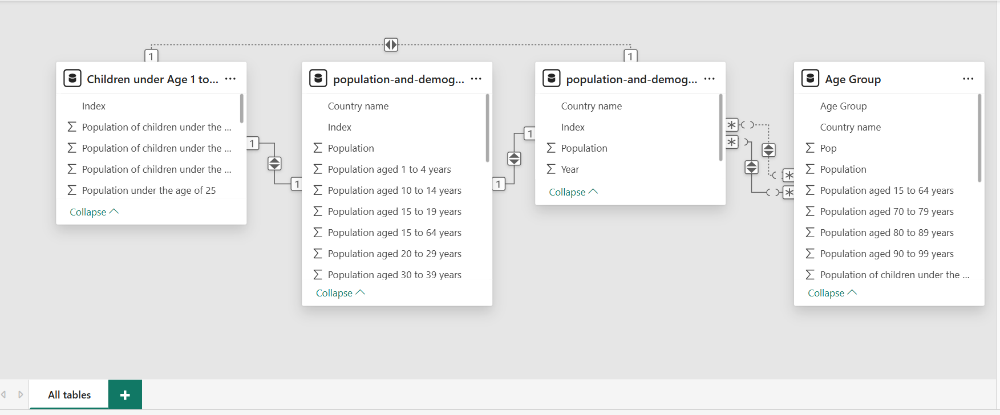 1
1
Children under Age 1 to...
Index
Population of children under the ...
Population of children under the ...
Population of children under the ...
Population under the age of 25
Collapse
1
1
population-and-demog...
Country name
Index
Population
Population aged 1 to 4 years
Population aged 10 to 14 years
Population aged 15 to 19 years
Population aged 15 to 64 years
Population aged 20 to 29 years
Population aged 30 to 39 years
Collapse
1
1
population-and-demog...
Country name
Index
Population
Year
Collapse
*
*
*
*
Age Group
Age Group
Country name
Pop
Population
Population aged 15 to 64 years
Population aged 70 to 79 years
Population aged 80 to 89 years
Population aged 90 to 99 years
Population of children under the ...
Collapse
All tables